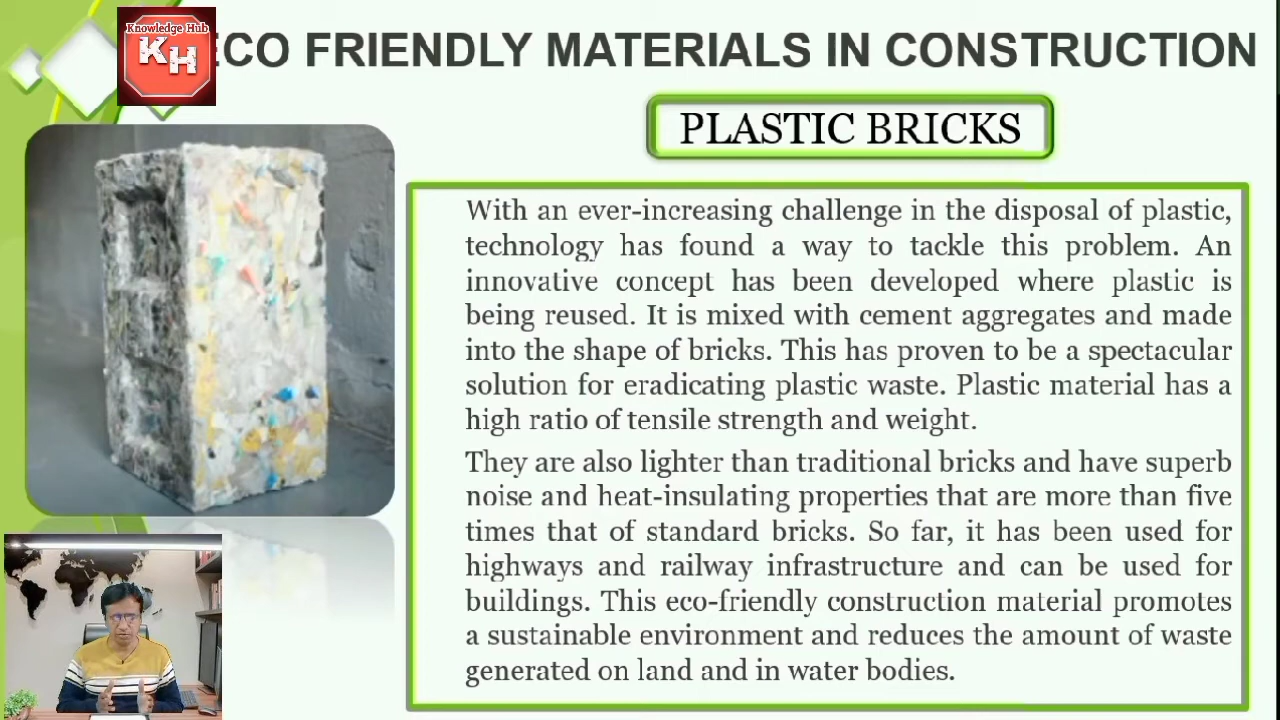 Knowledge Hub
KH
ECO FRIENDLY MATERIALS IN CONSTRUCTION
PLASTIC BRICKS
With an ever-increasing challenge in the disposal of plastic,
technology has found a way to tackle this problem. An
innovative concept has been developed where plastic is
being reused. It is mixed with cement aggregates and made
into the shape of bricks. This has proven to be a spectacular
solution for eradicating plastic waste. Plastic material has a
high ratio of tensile strength and weight.
They are also lighter than traditional bricks and have superb
noise and heat-insulating properties that are more than five
times that of standard bricks. So far, it has been used for
highways and railway infrastructure and can be used for
buildings. This eco-friendly construction material promotes
a sustainable environment and reduces the amount of waste
generated on land and in water bodies.